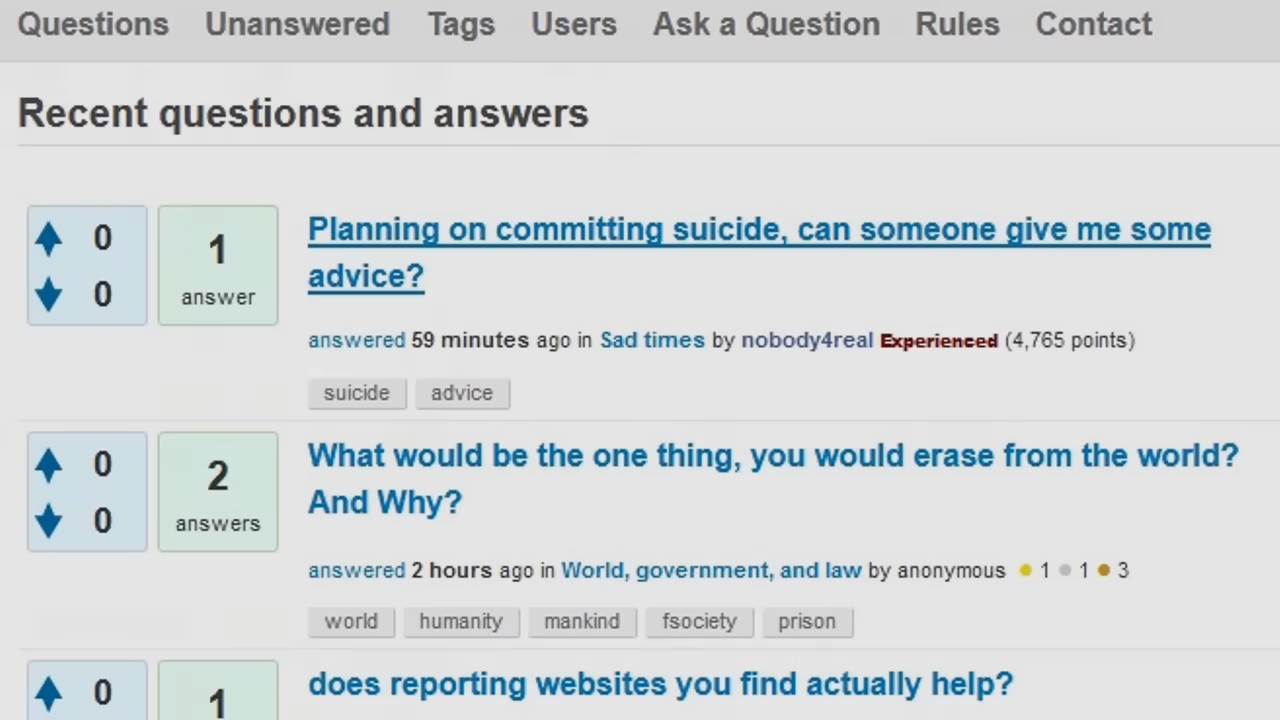 Questions Unanswered Tags Users Ask a Question Rules Contact
Recent questions and answers
0
0
1
answer
Planning on committing suicide, can someone give me some
advice?
answered 59 minutes ago in Sad times by nobody4real Experienced (4,765 points)
suicide advice
0
0
2
answers
What would be the one thing, you would erase from the world?
And Why?
answered 2 hours ago in World, government, and law by anonymous 1 1 3
world humanity mankind fsociety prison
0
1
does reporting websites you find actually help?